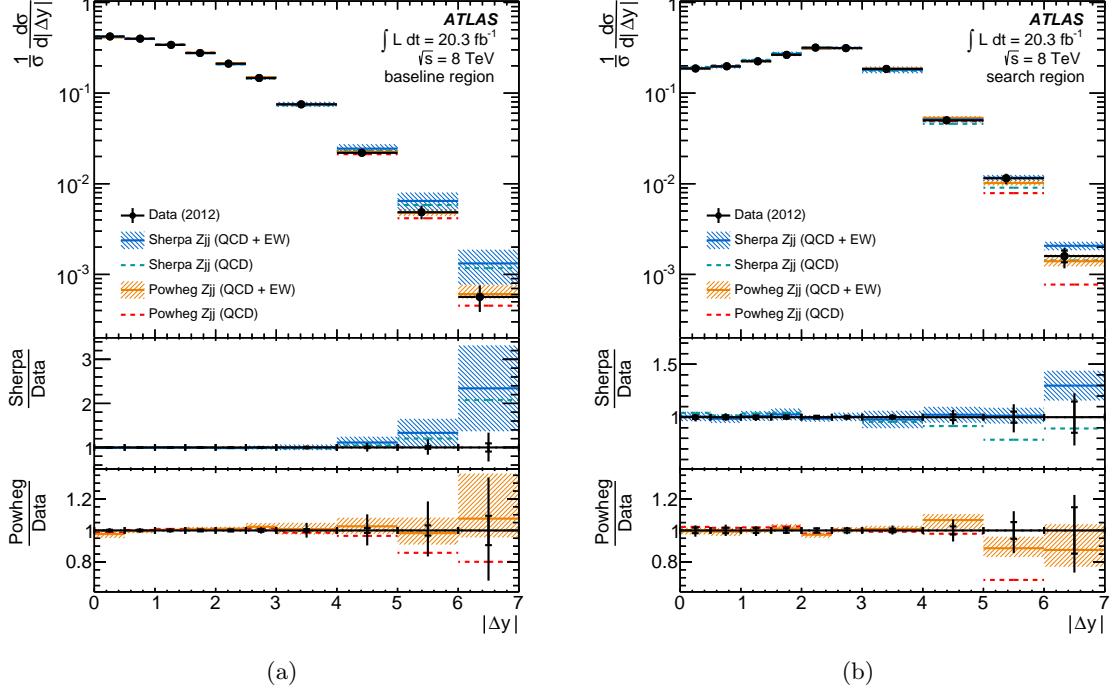 1/σ dσ/d|Δy|
1
10⁻¹
10⁻²
10⁻³
ATLAS
∫ L dt = 20.3 fb⁻¹
√s = 8 TeV
baseline region
Data (2012)
Sherpa Zjj (QCD + EW)
Sherpa Zjj (QCD)
Powheg Zjj (QCD + EW)
Powheg Zjj (QCD)
Sherpa
Data
3
2
1
Powheg
Data
1.2
1
0.8
0 1 2 3 4 5 6 7
|Δy|
(a)
1/σ dσ/d|Δy|
1
10⁻¹
10⁻²
10⁻³
ATLAS
∫ L dt = 20.3 fb⁻¹
√s = 8 TeV
search region
Data (2012)
Sherpa Zjj (QCD + EW)
Sherpa Zjj (QCD)
Powheg Zjj (QCD + EW)
Powheg Zjj (QCD)
Sherpa
Data
1.5
1
Powheg
Data
1.2
1
0.8
0 1 2 3 4 5 6 7
|Δy|
(b)